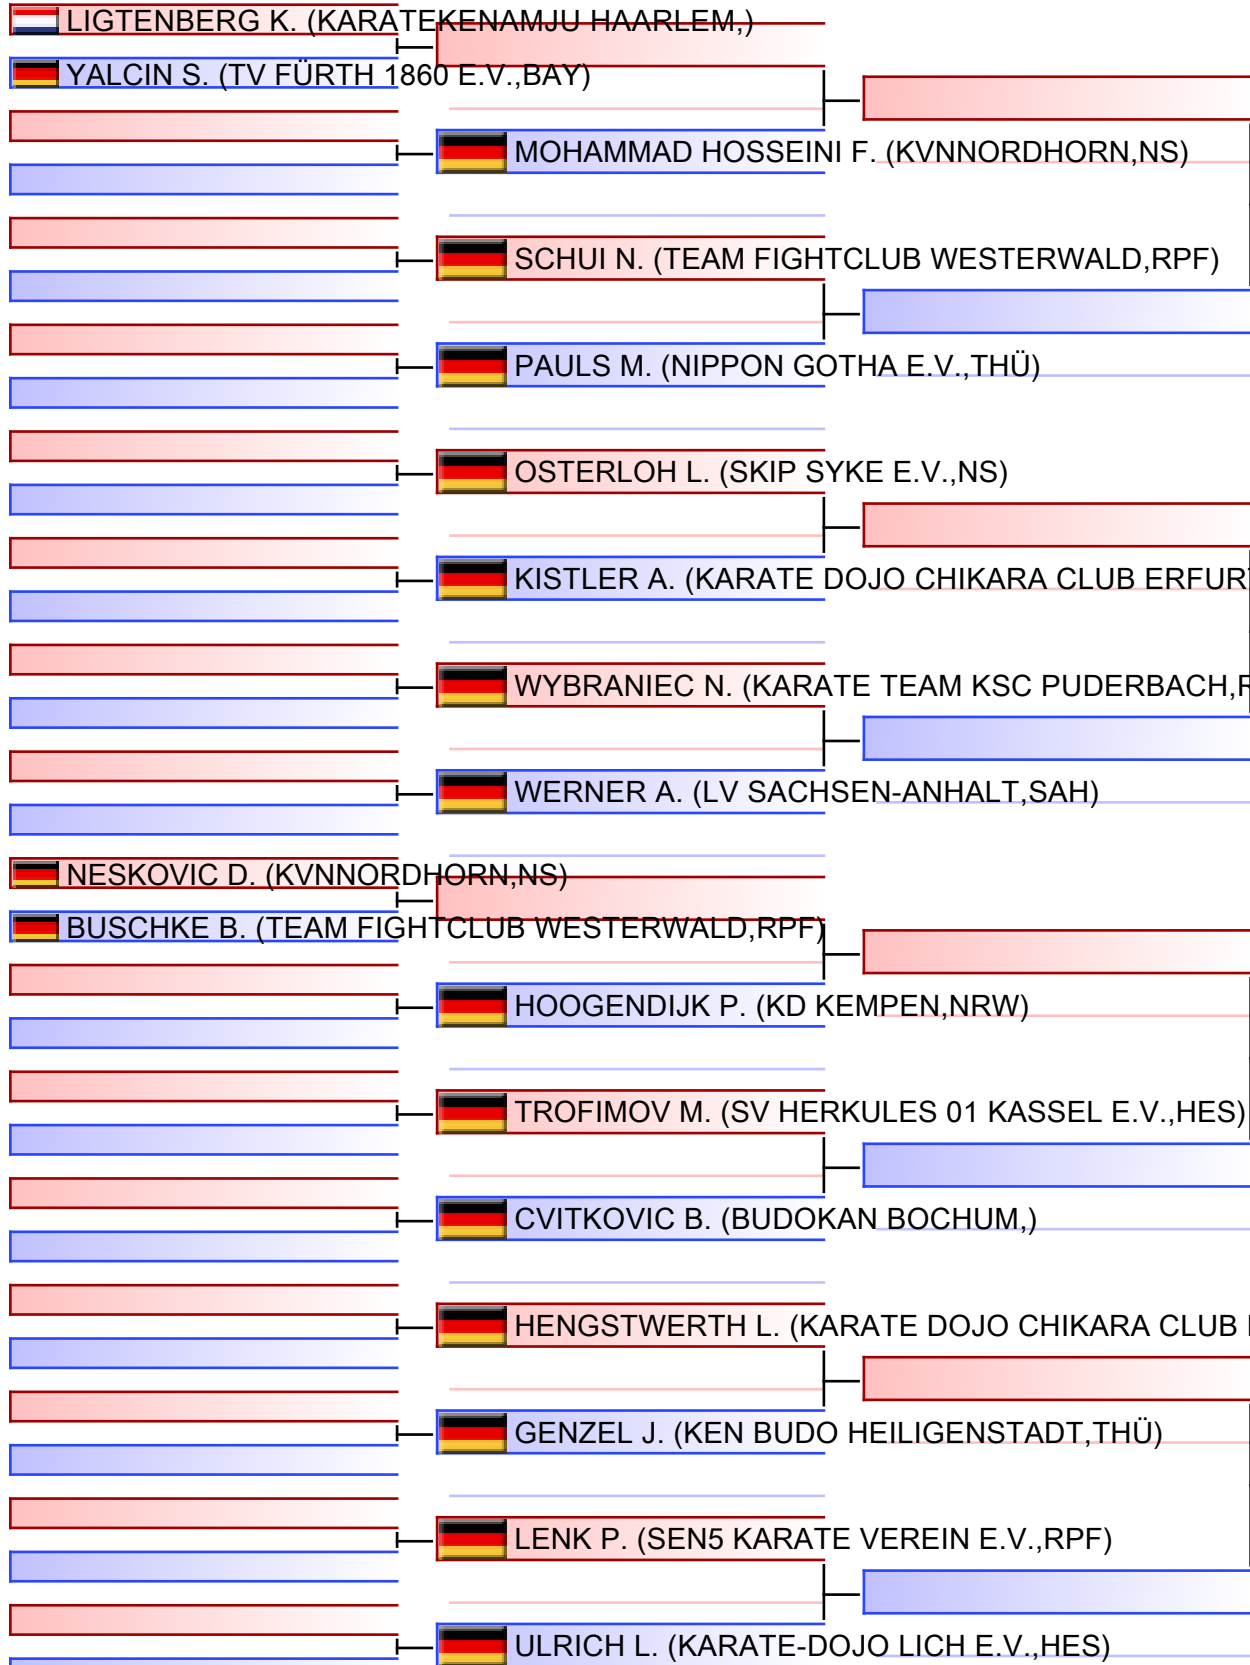 LIGTENBERG K. (KARATEKENAMJU HAARLEM,)
YALCIN S. (TV FÜRTH 1860 E.V.,BAY)
MOHAMMAD HOSSEINI F. (KVNNORDHORN,NS)
SCHUI N. (TEAM FIGHTCLUB WESTERWALD,RPF)
PAULS M. (NIPPON GOTHA E.V.,THÜ)
OSTERLOH L. (SKIP SYKE E.V.,NS)
KISTLER A. (KARATE DOJO CHIKARA CLUB ERFURT
WYBRANIEC N. (KARATE TEAM KSC PUDERBACH,R
WERNER A. (LV SACHSEN-ANHALT,SAH)
NESKOVIC D. (KVNNORDHORN,NS)
BUSCHKE B. (TEAM FIGHTCLUB WESTERWALD,RPF)
HOOGENDIJK P. (KD KEMPEN,NRW)
TROFIMOV M. (SV HERKULES 01 KASSEL E.V.,HES)
CVITKOVIC B. (BUDOKAN BOCHUM,)
HENGSTWERTH L. (KARATE DOJO CHIKARA CLUB
GENZEL J. (KEN BUDO HEILIGENSTADT,THÜ)
LENK P. (SEN5 KARATE VEREIN E.V.,RPF)
ULRICH L. (KARATE-DOJO LICH E.V.,HES)